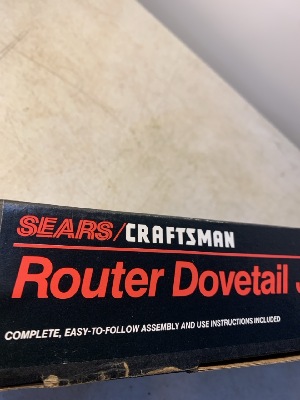 SEARS/CRAFTSMAN
Router Dovetail
COMPLETE, EASY-TO-FOLLOW ASSEMBLY AND USE INSTRUCTIONS INCLUDED